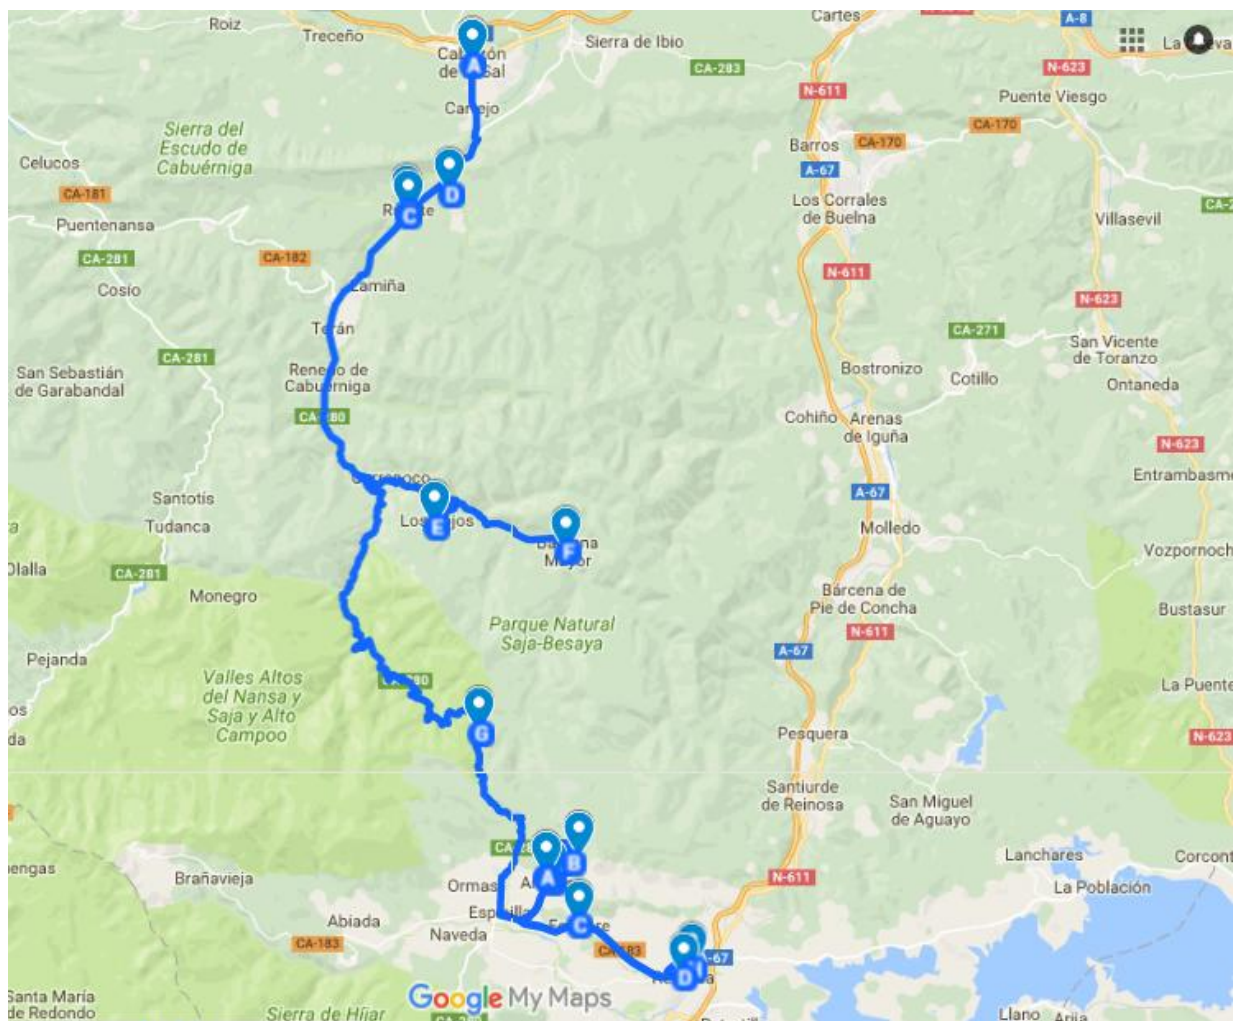 Roiz
Treceño
Sierra de Ibio
Cartes
A-8
CA-283
N-611
N-623
Puente Viesgo
A
Sierra del
Escudo de
Cabuérniga
CA-170
CA-170
Barros
Celucos
A-67
CA-181
D
Los Corrales
de Buelna
C
Villasevil
Puentenansa
CA-281
CA-182
N-611
Cosío
Lamiña
N-623
Terán
CA-271
CA-281
San Vicente
de Toranzo
San Sebastián
de Garabandal
Renedo de
Cabuérniga
Bostronizo
Cotillo
Ontaneda
CA-280
Cohiño
Arenas
de Iguña
N-623
Santotís
A-67
Tudanca
E
Molledo
F
Mayor
CA-281
Monegro
Bárcena de
Pie de Concha
Bustasur
Parque Natural
Saja-Besaya
N-611
A-67
Pejanda
Valles Altos
del Nansa y
Saja y Alto
Campoo
G
Pesquera
N-623
Santiurde
de Reinosa
San Miguel
de Aguayo
B
A
Lanchares
N-611
Brañavieja
La Población
Abiada
C
Naveda
CA-183
A-67
D
Google My Maps
Santa María
de Redondo
Sierra de Híjar
Llano